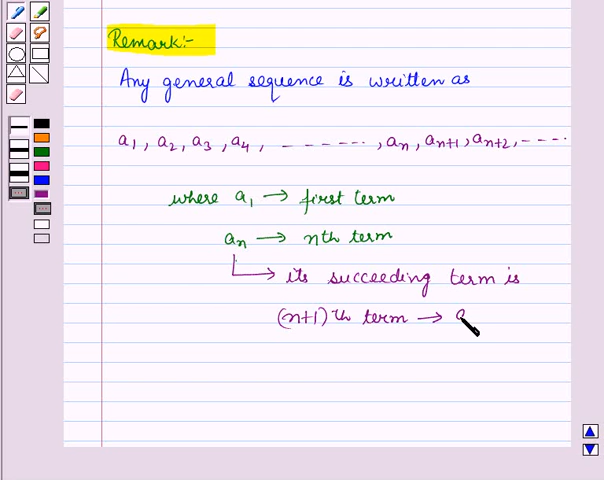 Remark:-
Any general sequence is written as
a₁, a₂, a₃, a₄, ---------, aₙ, aₙ₊₁, aₙ₊₂, -----
where a₁ → first term
aₙ → nth term
↳ its succeeding term is
(n+1)th term → a